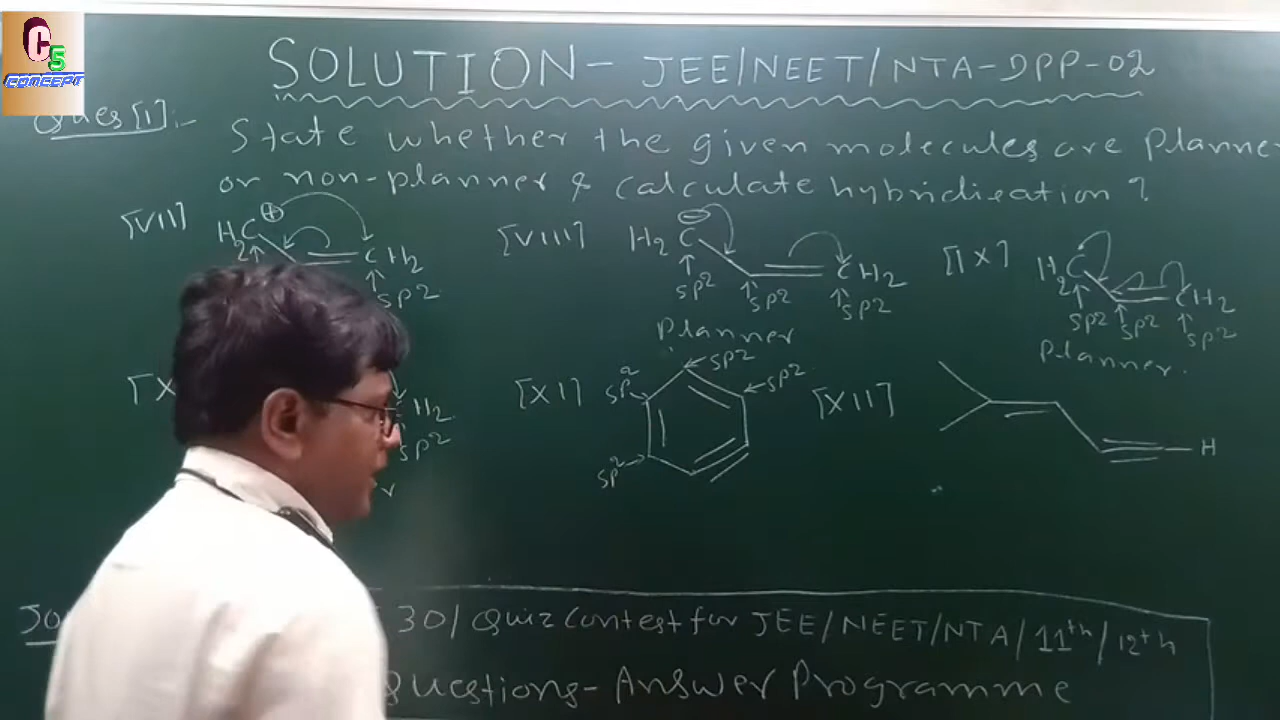 C5
CONCEPT
SOLUTION- JEE/NEET/NTA-DPP-02
Ques[1]:-
State whether the given molecules are planner
or non-planner & calculate hybridisation?
[VII] H2C ⊕ CH2
sp2
[VIII] H2C ⊖ CH2
sp2 sp2 sp2
Planner
[IX] H2C CH2
sp2 sp2 sp2
Planner.
[X H2
sp2
r
[XI] sp2 sp2 sp2
sp2
[XII] H
30/ Quiz Contest for JEE/NEET/NTA/11th/12th
Questions- Answer Programme